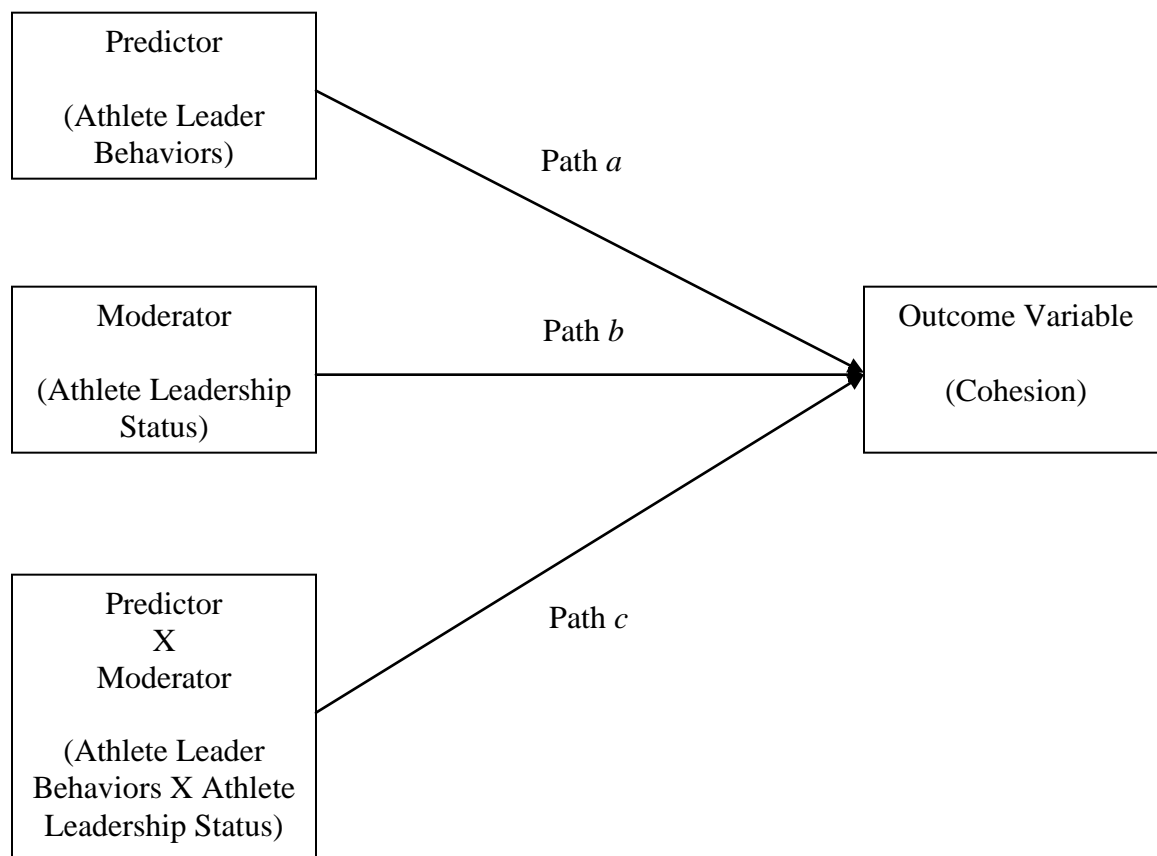 Predictor
(Athlete Leader
Behaviors)
Path a
Moderator
(Athlete Leadership
Status)
Path b
Outcome Variable
(Cohesion)
Predictor
X
Moderator
(Athlete Leader
Behaviors X Athlete
Leadership Status)
Path c